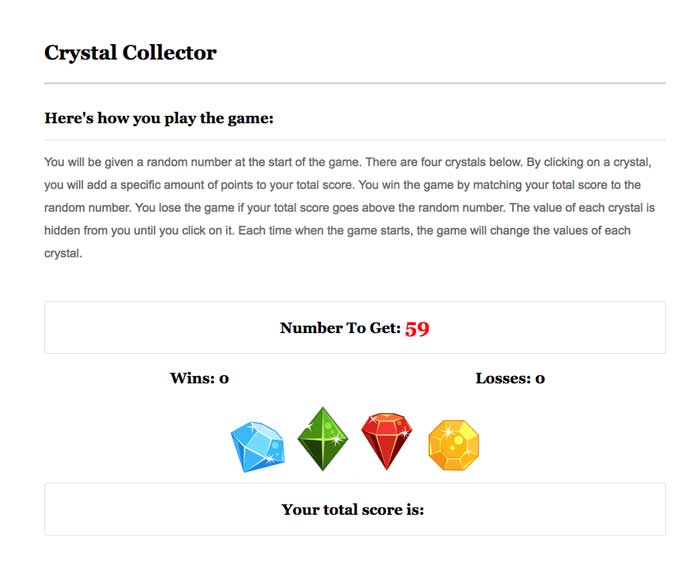 Crystal Collector
Here's how you play the game:
You will be given a random number at the start of the game. There are four crystals below. By clicking on a crystal,
you will add a specific amount of points to your total score. You win the game by matching your total score to the
random number. You lose the game if your total score goes above the random number. The value of each crystal is
hidden from you until you click on it. Each time when the game starts, the game will change the values of each
crystal.
Number To Get: 59
Wins: 0 Losses: 0
Your total score is: